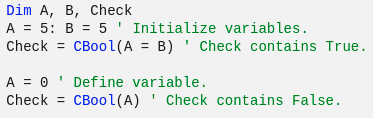 Dim A, B, Check
A = 5: B = 5 ' Initialize variables.
Check = CBool(A = B) ' Check contains True.
A = 0 ' Define variable.
Check = CBool(A) ' Check contains False.